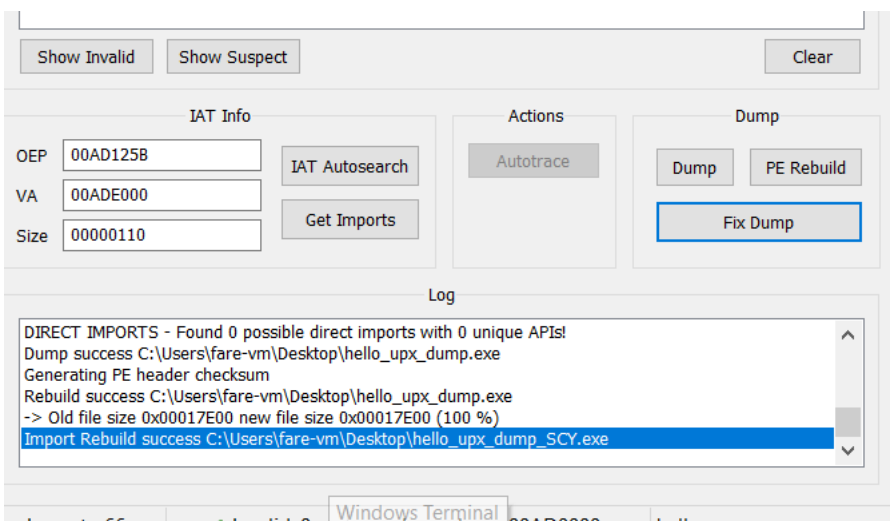 Show Invalid Show Suspect Clear
IAT Info Actions Dump
OEP 00AD125B IAT Autosearch Autotrace Dump PE Rebuild
VA 00ADE000
Get Imports Fix Dump
Size 00000110
Log
DIRECT IMPORTS - Found 0 possible direct imports with 0 unique APIs!
Dump success C:\Users\fare-vm\Desktop\hello_upx_dump.exe
Generating PE header checksum
Rebuild success C:\Users\fare-vm\Desktop\hello_upx_dump.exe
-> Old file size 0x00017E00 new file size 0x00017E00 (100 %)
Import Rebuild success C:\Users\fare-vm\Desktop\hello_upx_dump_SCY.exe
Windows Terminal